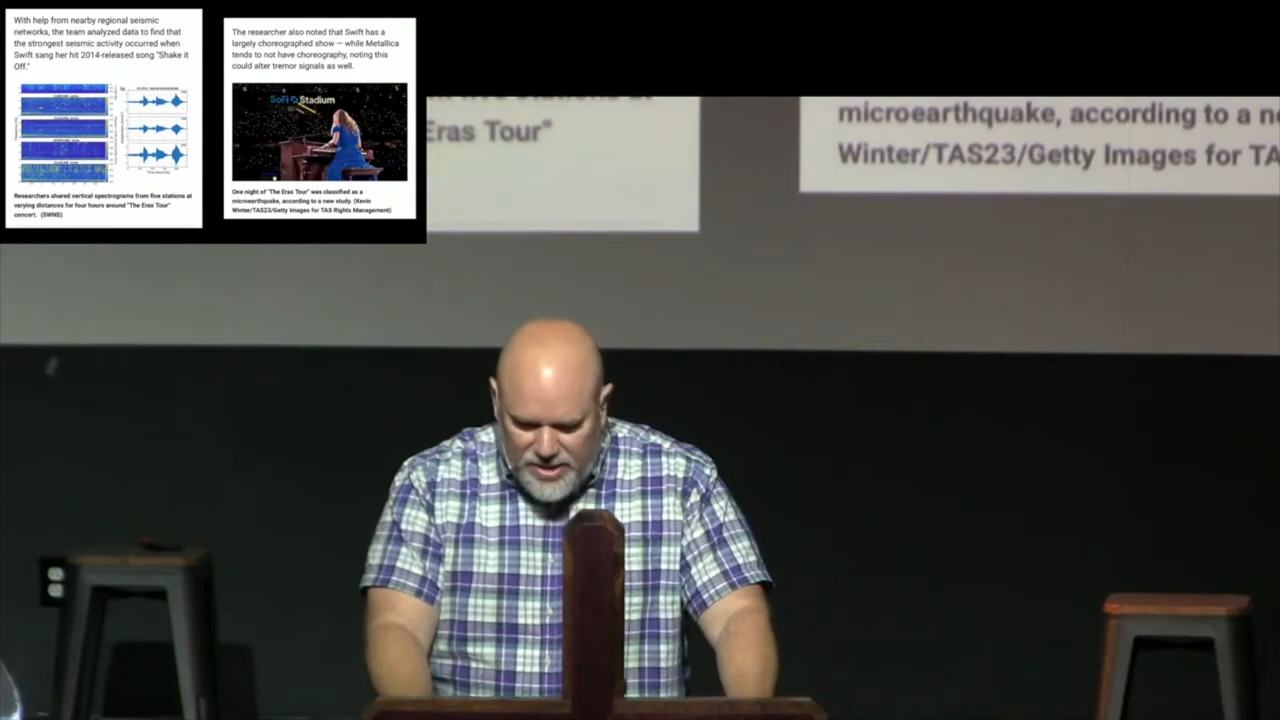 With help from nearby regional seismic
networks, the team analyzed data to find that
the strongest seismic activity occurred when
Swift sang her hit 2014-released song "Shake it
Off."
Researchers shared vertical spectrograms from five stations at
varying distances for four hours around "The Eras Tour"
concert. (SWNS)
The researcher also noted that Swift has a
largely choreographed show — while Metallica
tends to not have choreography, noting this
could alter tremor signals as well.
SoFi Stadium
One night of "The Eras Tour" was classified as a
microearthquake, according to a new study. (Kevin
Winter/TAS23/Getty Images for TAS Rights Management)
Eras Tour"
microearthquake, according to a
Winter/TAS23/Getty Images for TA